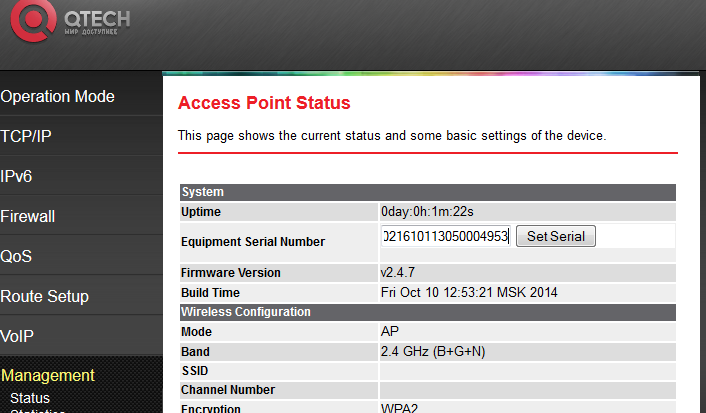 QTECH
МИР ДОСТУПНЕЕ
Operation Mode
TCP/IP
IPv6
Firewall
QoS
Route Setup
VoIP
Management
Status
Statistics
Access Point Status
This page shows the current status and some basic settings of the device.
System
Uptime 0day:0h:1m:22s
Equipment Serial Number 021610113050004953 Set Serial
Firmware Version v2.4.7
Build Time Fri Oct 10 12:53:21 MSK 2014
Wireless Configuration
Mode AP
Band 2.4 GHz (B+G+N)
SSID
Channel Number
Encryption WPA2